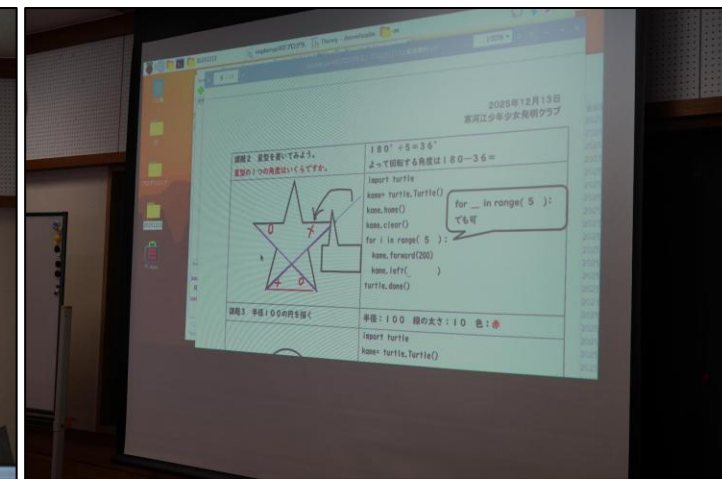 2025年12月13日
寒河江少年少女発明クラブ
課題2 星型を書いてみよう。
星型の1つの角度はいくらですか。
180°÷5=36°
よって回転する角度は180-36=
import turtle
kame= turtle.Turtle()
kame.home()
kame.clear()
for i in range( 5 ):
kame.forward(200)
kame.left( )
turtle.done()
for __ in range( 5 ):
でも可
課題3 半径100の円を描く
半径:100 線の太さ:10 色:赤
import turtle
kame= turtle.Turtle()